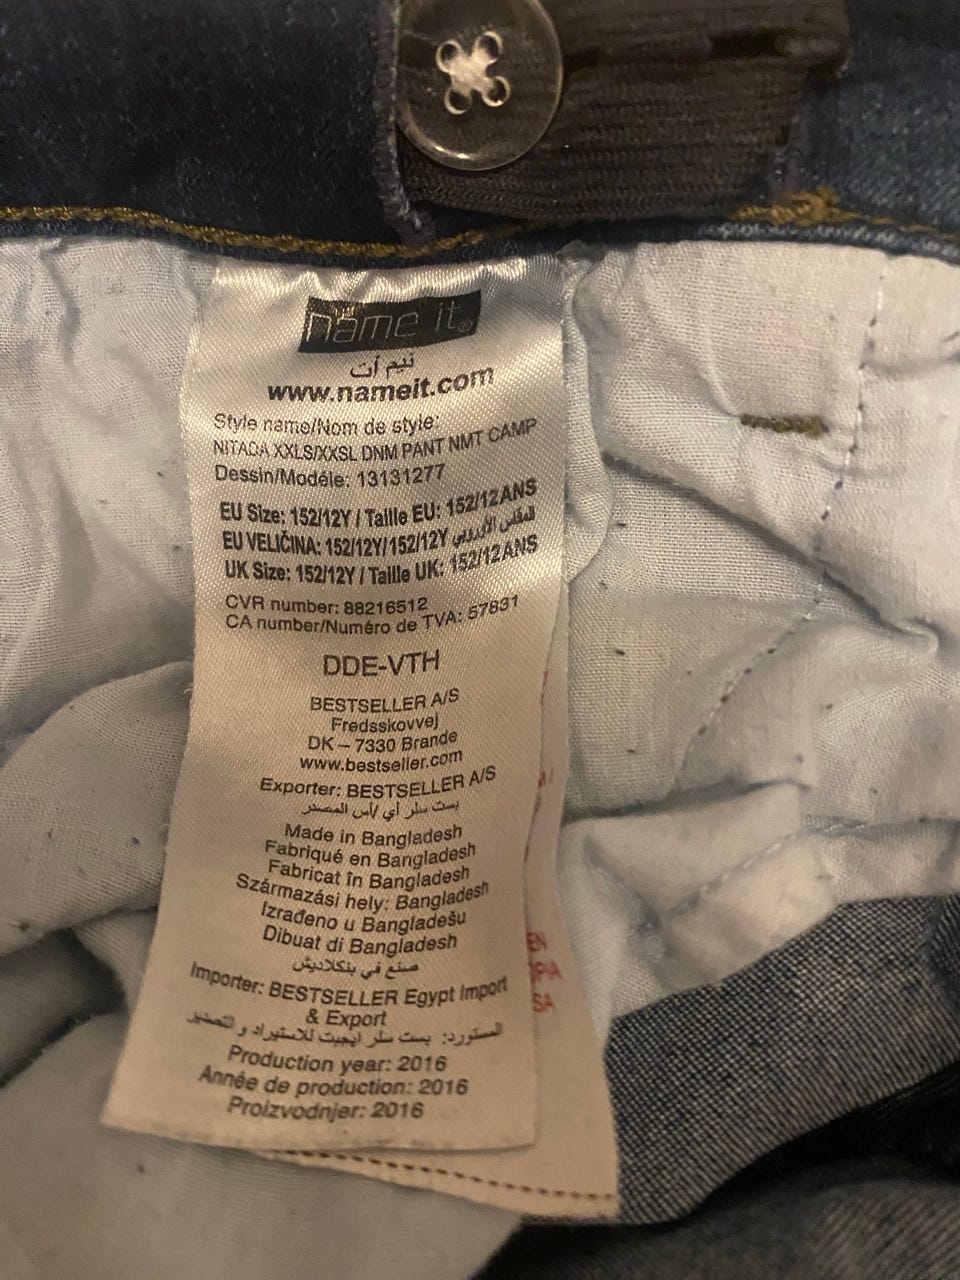 name it®
نيم أت
www.nameit.com
Style name/Nom de style:
NITADA XXLS/XXSL DNM PANT NMT CAMP
Dessin/Modéle: 13131277
EU Size: 152/12Y / Taille EU: 152/12ANS
EU VELIČINA: 152/12Y/152/12Y المقاس الأوروبي
UK Size: 152/12Y / Taille UK: 152/12ANS
CVR number: 88216512
CA number/Numéro de TVA: 57831
DDE-VTH
BESTSELLER A/S
Fredsskovvej
DK – 7330 Brande
www.bestseller.com
Exporter: BESTSELLER A/S
بست سلر أي /أس المصدر
Made in Bangladesh
Fabriqué en Bangladesh
Fabricat în Bangladesh
Származási hely: Bangladesh
Izrađeno u Bangladešu
Dibuat di Bangladesh
صنع في بنكلاديش
Importer: BESTSELLER Egypt Import
& Export
المستورد: بست سلر ايجيبت للاستيراد و التصدير
Production year: 2016
Année de production: 2016
Proizvodnjer: 2016
EN
OPIA
SA